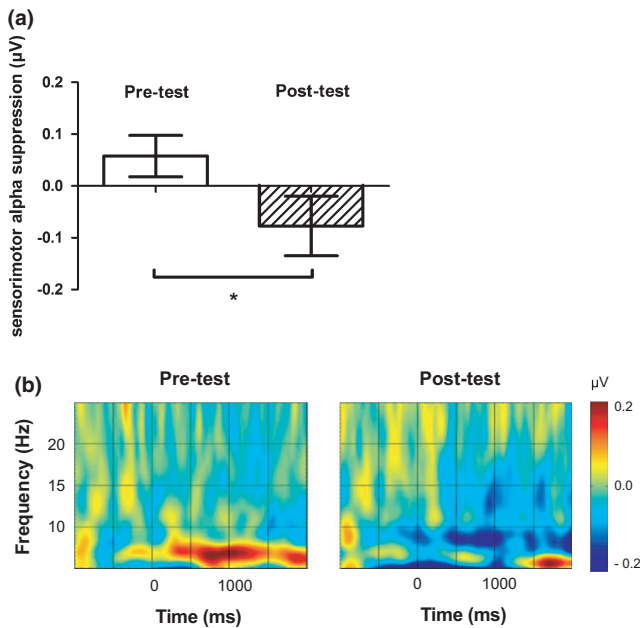 (a)
sensorimotor alpha suppression (µV)
Pre-test Post-test
0.2
0.1
0.0
-0.1
-0.2
*
(b)
Pre-test Post-test
µV
Frequency (Hz)
20
15
10
0.2
0.0
- 0.2
0 1000 0 1000
Time (ms) Time (ms)